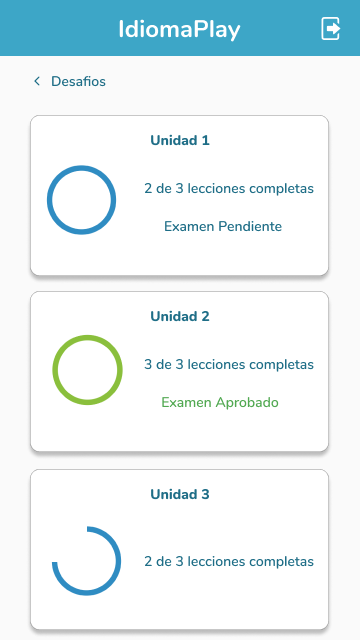 IdiomaPlay
Desafios
Unidad 1
2 de 3 lecciones completas
Examen Pendiente
Unidad 2
3 de 3 lecciones completas
Examen Aprobado
Unidad 3
2 de 3 lecciones completas